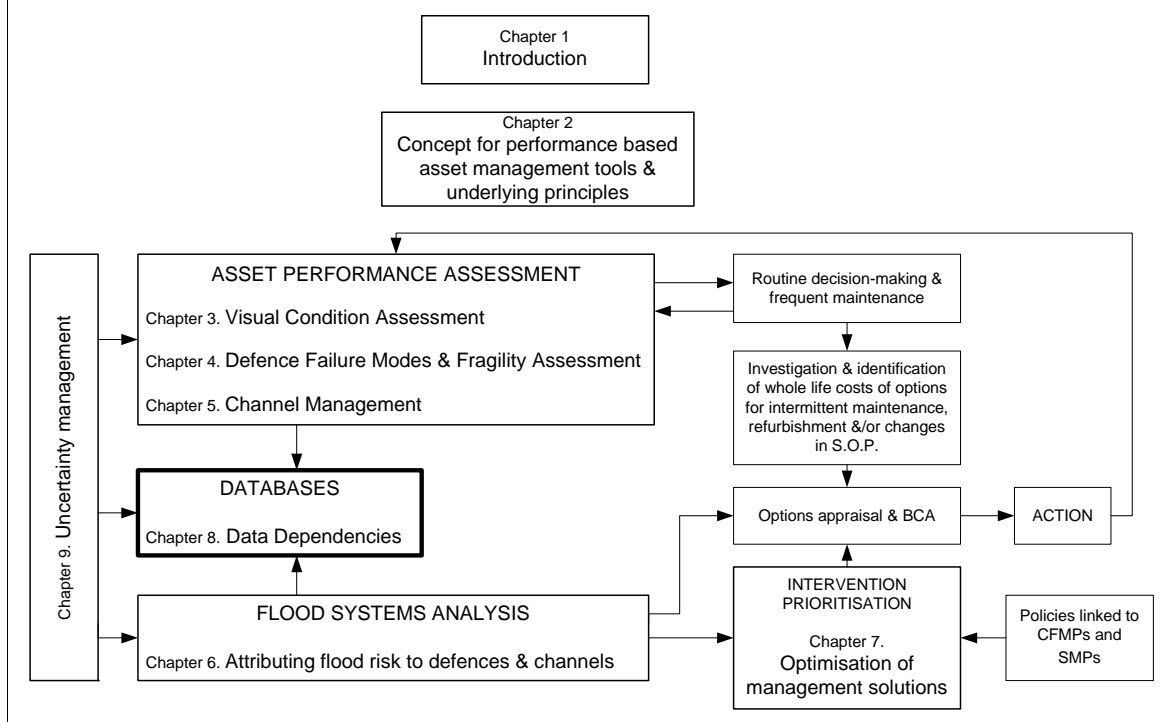 Chapter 1
Introduction
Chapter 2
Concept for performance based
asset management tools &
underlying principles
Chapter 9. Uncertainty management
ASSET PERFORMANCE ASSESSMENT
Chapter 3. Visual Condition Assessment
Chapter 4. Defence Failure Modes & Fragility Assessment
Chapter 5. Channel Management
Routine decision-making &
frequent maintenance
Investigation & identification
of whole life costs of options
for intermittent maintenance,
refurbishment &/or changes
in S.O.P.
DATABASES
Chapter 8. Data Dependencies
Options appraisal & BCA
ACTION
FLOOD SYSTEMS ANALYSIS
Chapter 6. Attributing flood risk to defences & channels
INTERVENTION
PRIORITISATION
Chapter 7.
Optimisation of
management solutions
Policies linked to
CFMPs and
SMPs